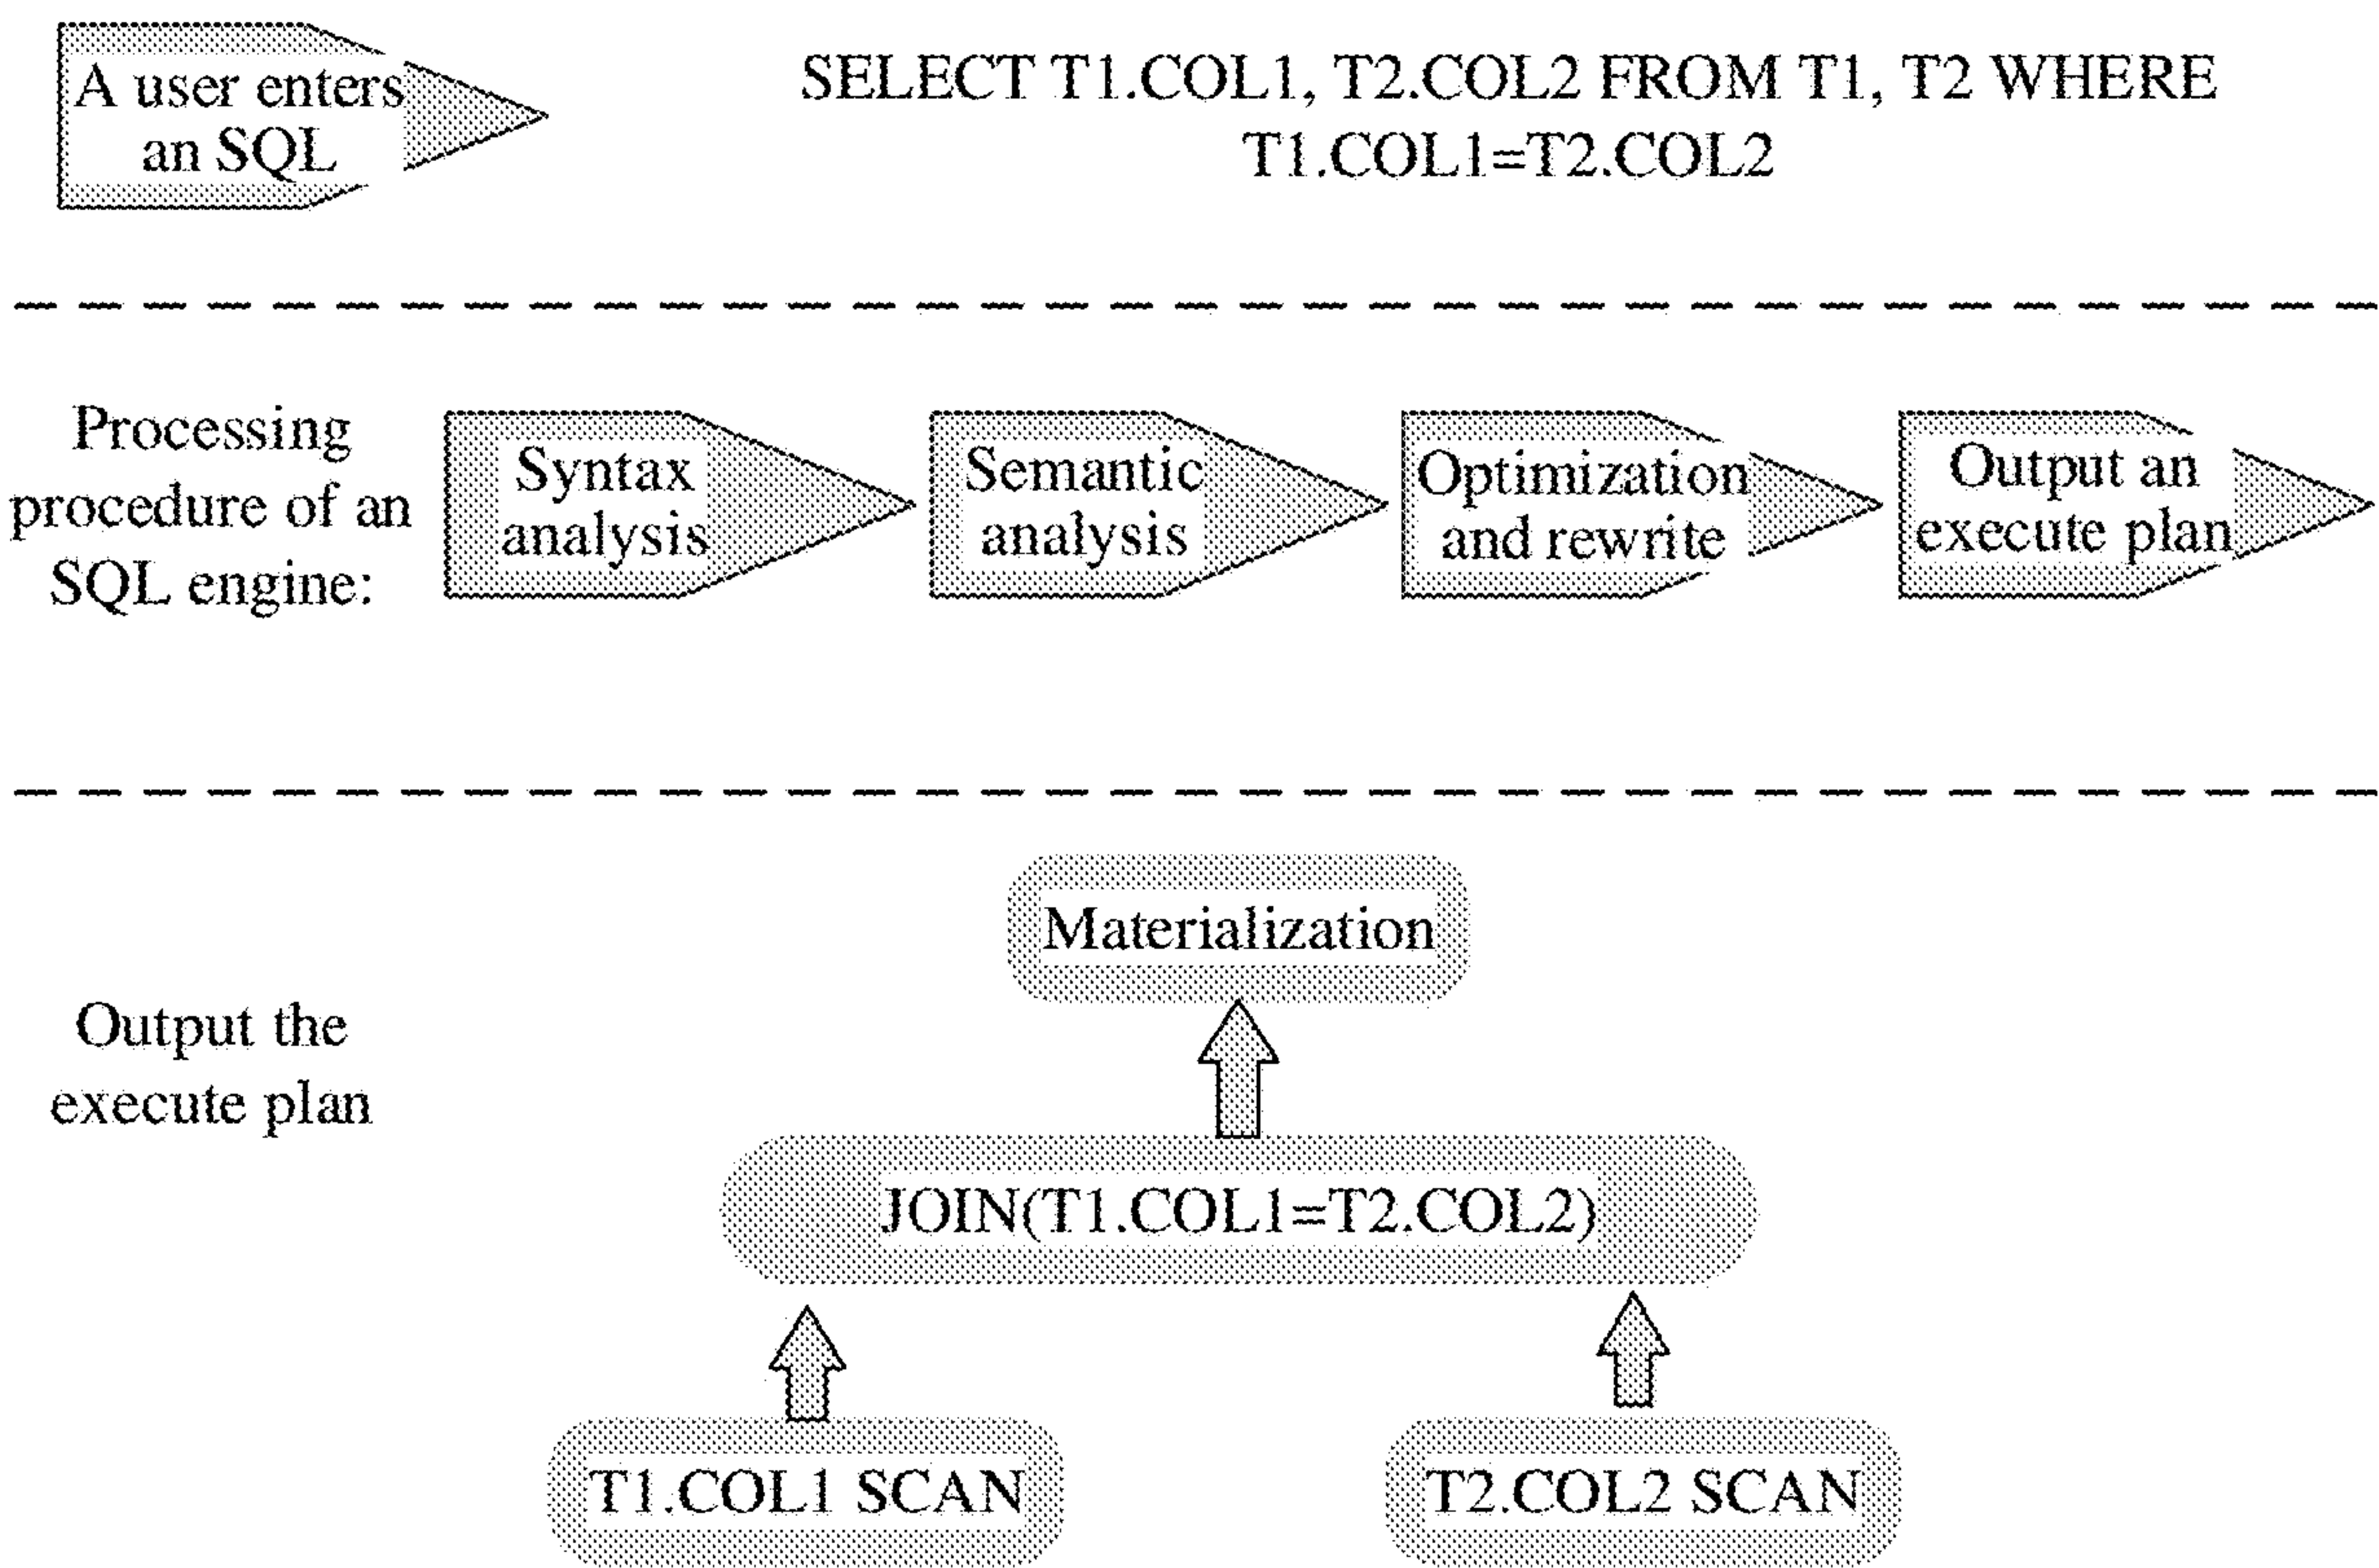 A user enters
an SQL
SELECT T1.COL1, T2.COL2 FROM T1, T2 WHERE
T1.COL1=T2.COL2
Processing
procedure of an
SQL engine:
Syntax
analysis
Semantic
analysis
Optimization
and rewrite
Output an
execute plan
Output the
execute plan
Materialization
JOIN(T1.COL1=T2.COL2)
T1.COL1 SCAN
T2.COL2 SCAN